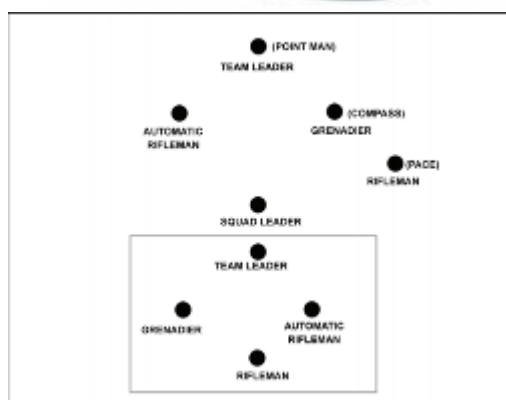 (POINT MAN)
TEAM LEADER
(COMPASS)
AUTOMATIC
RIFLEMAN
GRENADIER
(PACE)
RIFLEMAN
SQUAD LEADER
TEAM LEADER
GRENADIER
AUTOMATIC
RIFLEMAN
RIFLEMAN